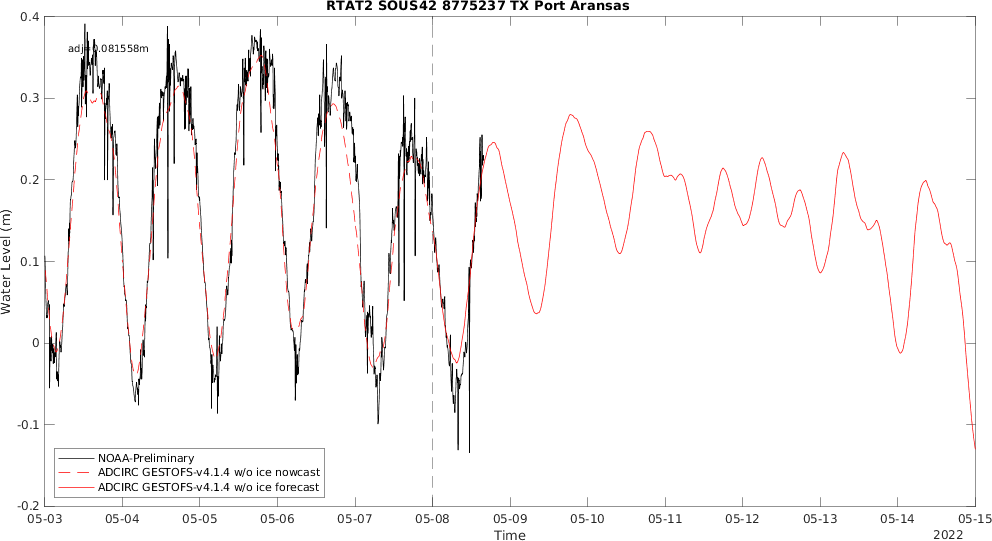 RTAT2 SOUS42 8775237 TX Port Aransas
adj=0.081558m
0.4
0.3
0.2
0.1
0
-0.1
-0.2
Water Level (m)
NOAA-Preliminary
ADCIRC GESTOFS-v4.1.4 w/o ice nowcast
ADCIRC GESTOFS-v4.1.4 w/o ice forecast
05-03 05-04 05-05 05-06 05-07 05-08 05-09 05-10 05-11 05-12 05-13 05-14 05-15
Time
2022